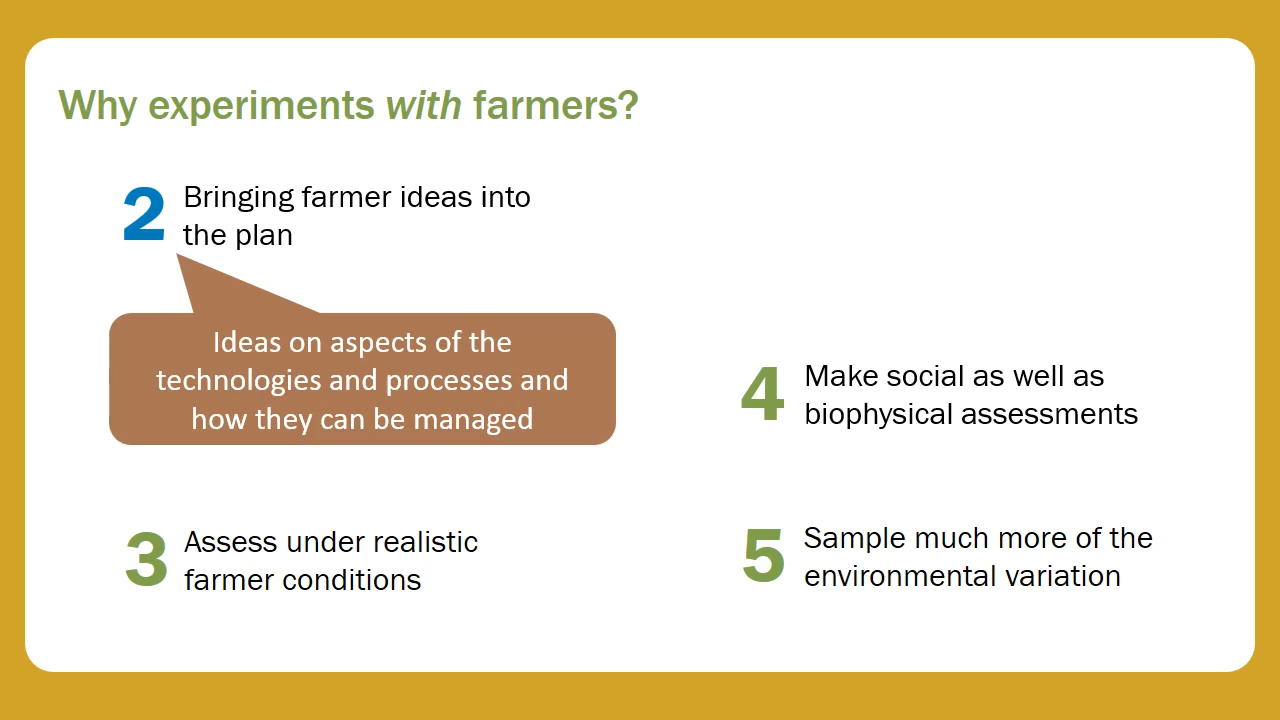 Why experiments with farmers?
2 Bringing farmer ideas into
the plan
Ideas on aspects of the
technologies and processes and
how they can be managed
3 Assess under realistic
farmer conditions
4 Make social as well as
biophysical assessments
5 Sample much more of the
environmental variation